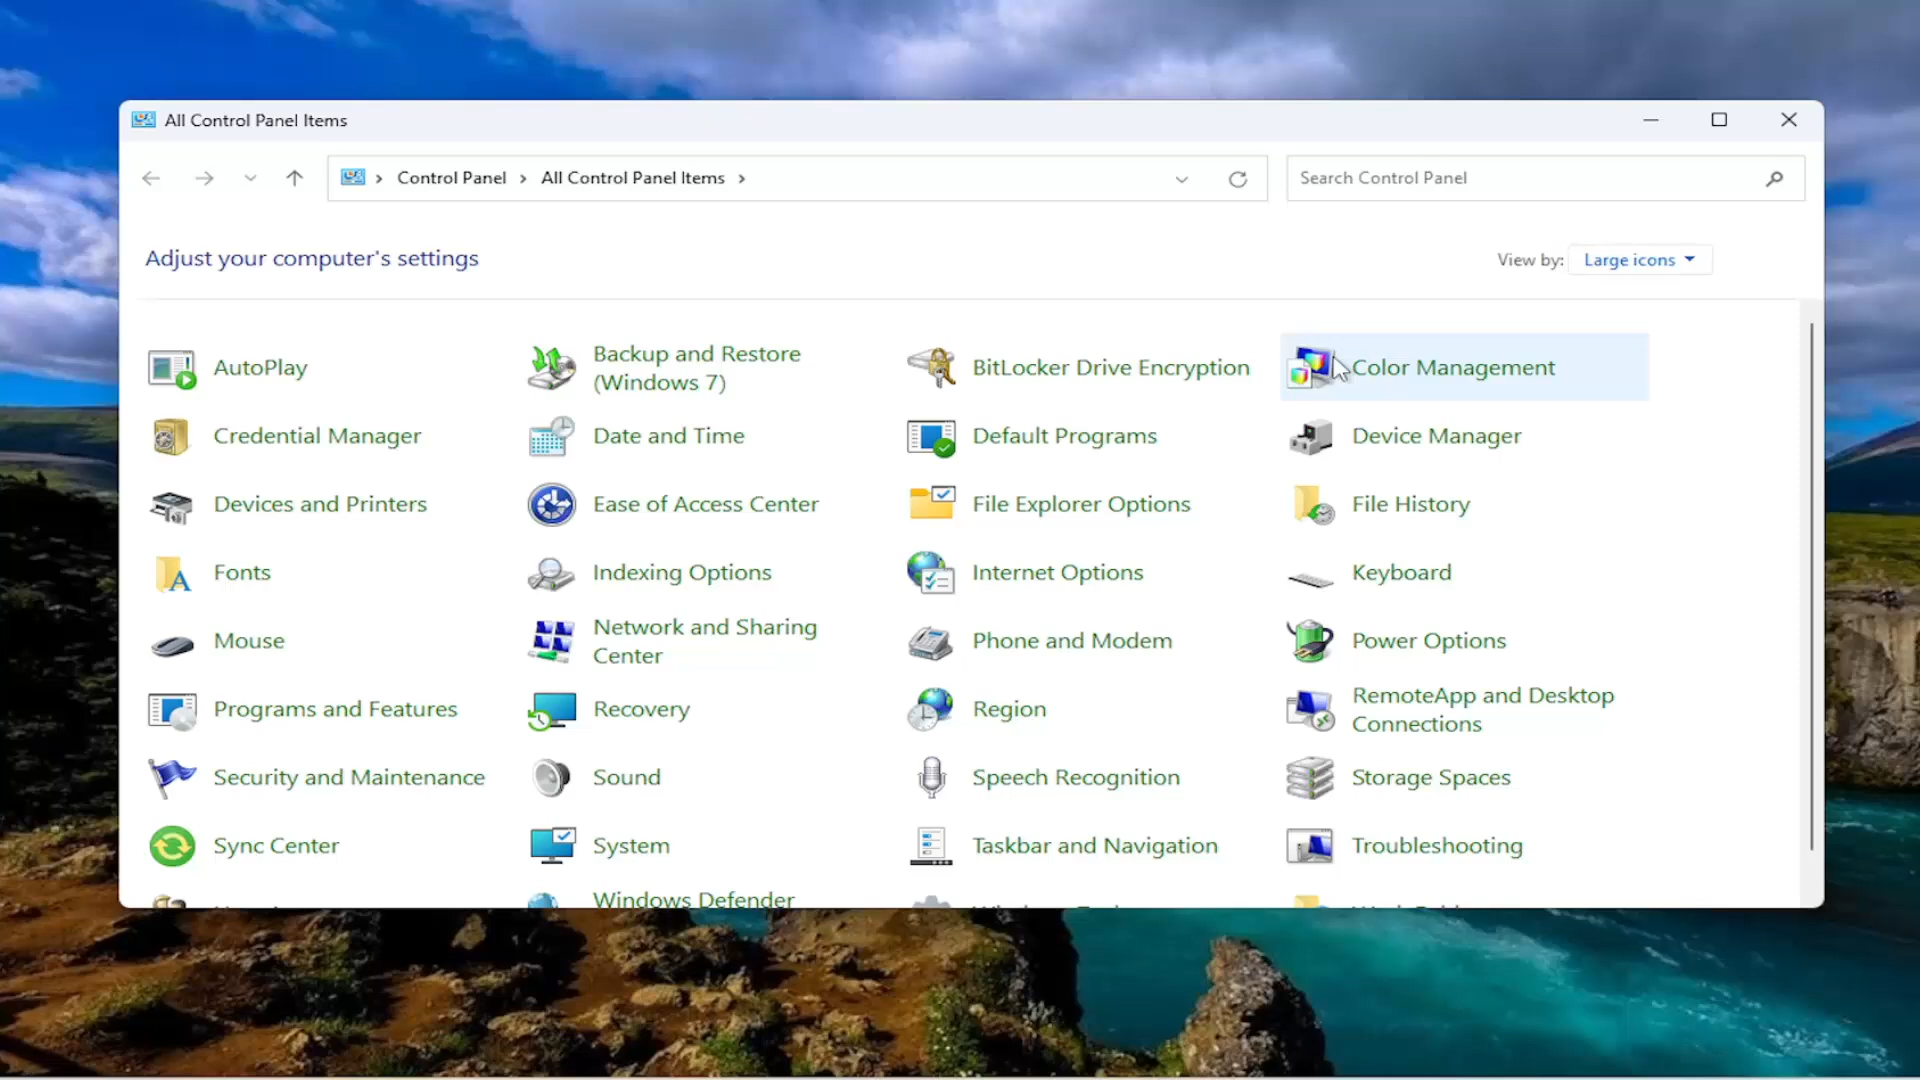 All Control Panel Items
Control Panel All Control Panel Items
Search Control Panel
Adjust your computer's settings
View by: Large icons
AutoPlay
Backup and Restore
(Windows 7)
BitLocker Drive Encryption
Color Management
Credential Manager
Date and Time
Default Programs
Device Manager
Devices and Printers
Ease of Access Center
File Explorer Options
File History
Fonts
Indexing Options
Internet Options
Keyboard
Mouse
Network and Sharing
Center
Phone and Modem
Power Options
Programs and Features
Recovery
Region
RemoteApp and Desktop
Connections
Security and Maintenance
Sound
Speech Recognition
Storage Spaces
Sync Center
System
Taskbar and Navigation
Troubleshooting
Windows Defender